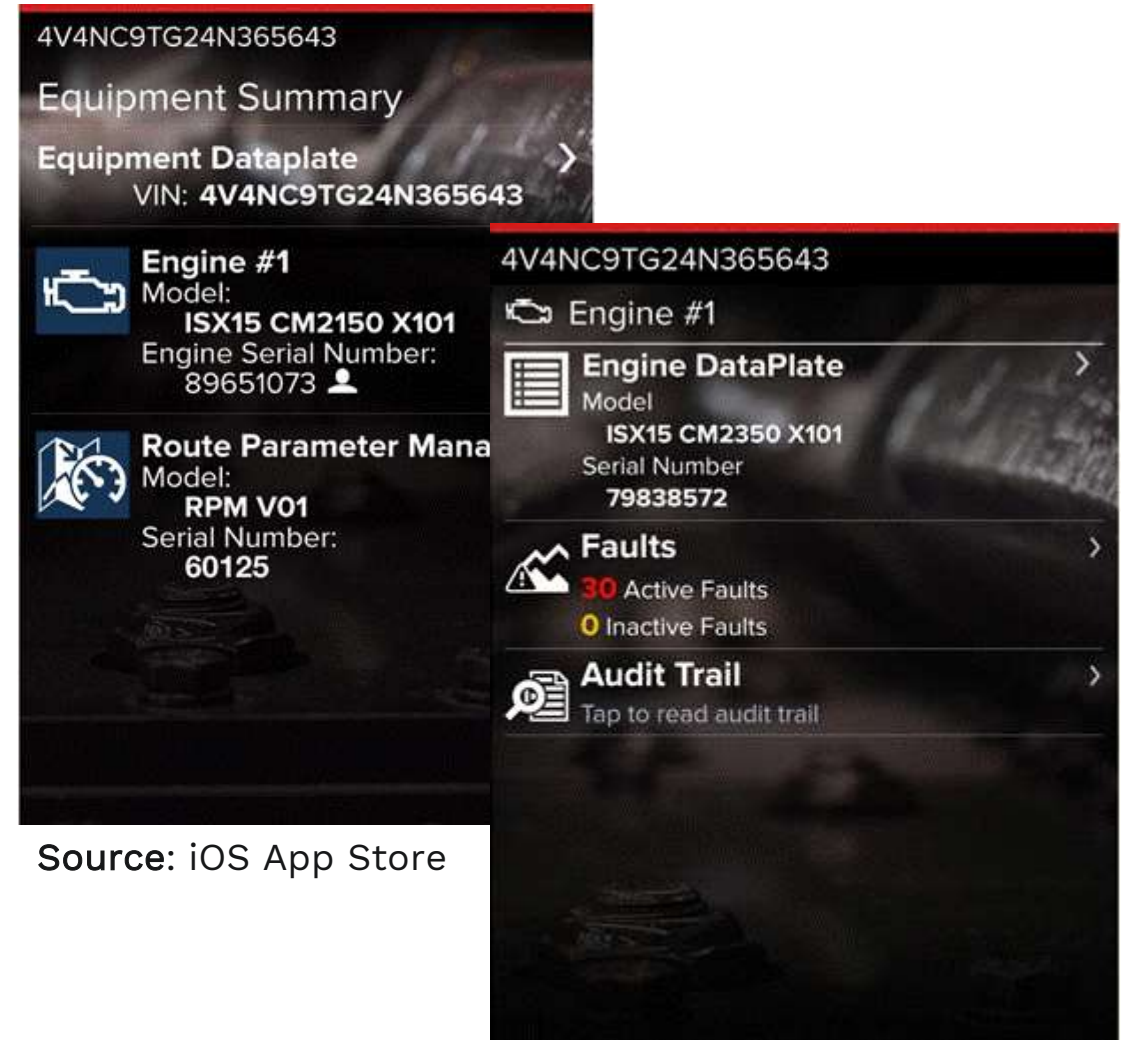 4V4NC9TG24N365643
Equipment Summary
Equipment Dataplate
VIN: 4V4NC9TG24N365643
Engine #1
Model:
ISX15 CM2150 X101
Engine Serial Number:
89651073
Route Parameter Mana
Model:
RPM V01
Serial Number:
60125
Source: iOS App Store
4V4NC9TG24N365643
Engine #1
Engine DataPlate
Model
ISX15 CM2350 X101
Serial Number
79838572
Faults
30 Active Faults
0 Inactive Faults
Audit Trail
Tap to read audit trail